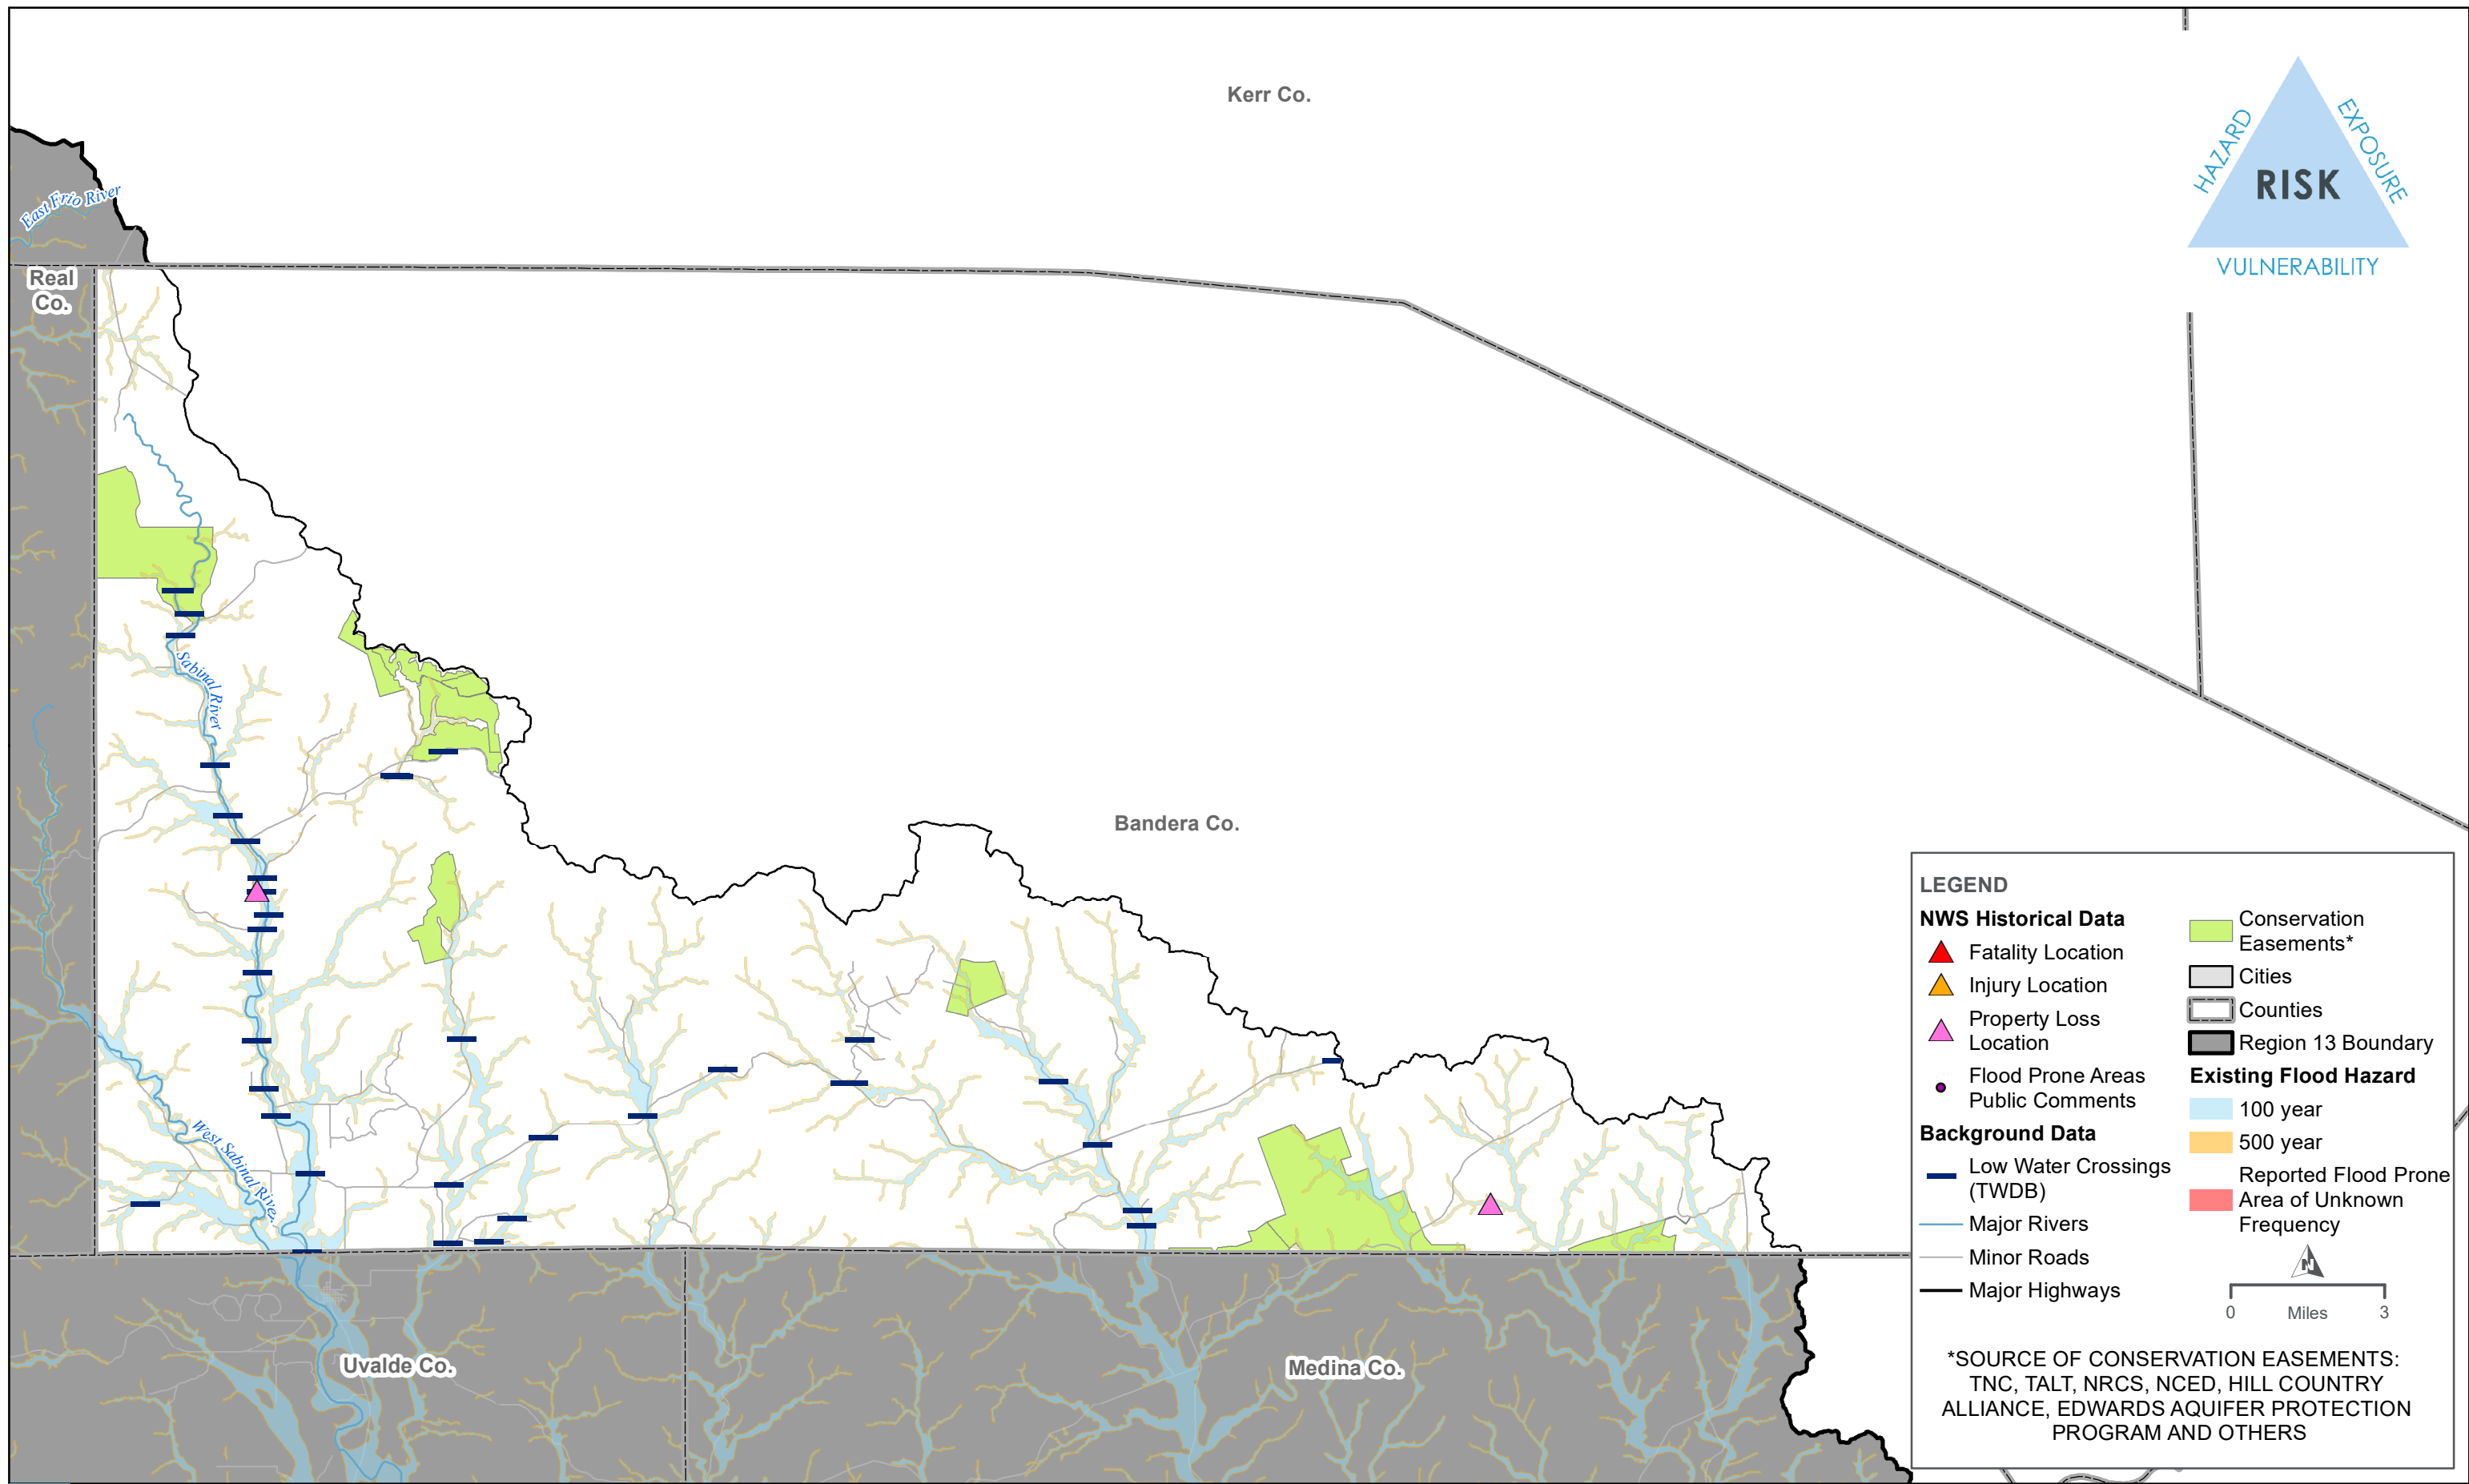 Kerr Co.
HAZARD
EXPOSURE
RISK
VULNERABILITY
East Frio River
Real
Co.
Sabinal River
Bandera Co.
West Sabinal River
Uvalde Co.
Medina Co.
LEGEND
NWS Historical Data
Fatality Location
Injury Location
Property Loss
Location
Flood Prone Areas
Public Comments
Background Data
Low Water Crossings
(TWDB)
Major Rivers
Minor Roads
Major Highways
Conservation
Easements*
Cities
Counties
Region 13 Boundary
Existing Flood Hazard
100 year
500 year
Reported Flood Prone
Area of Unknown
Frequency
N
0 Miles 3
*SOURCE OF CONSERVATION EASEMENTS:
TNC, TALT, NRCS, NCED, HILL COUNTRY
ALLIANCE, EDWARDS AQUIFER PROTECTION
PROGRAM AND OTHERS